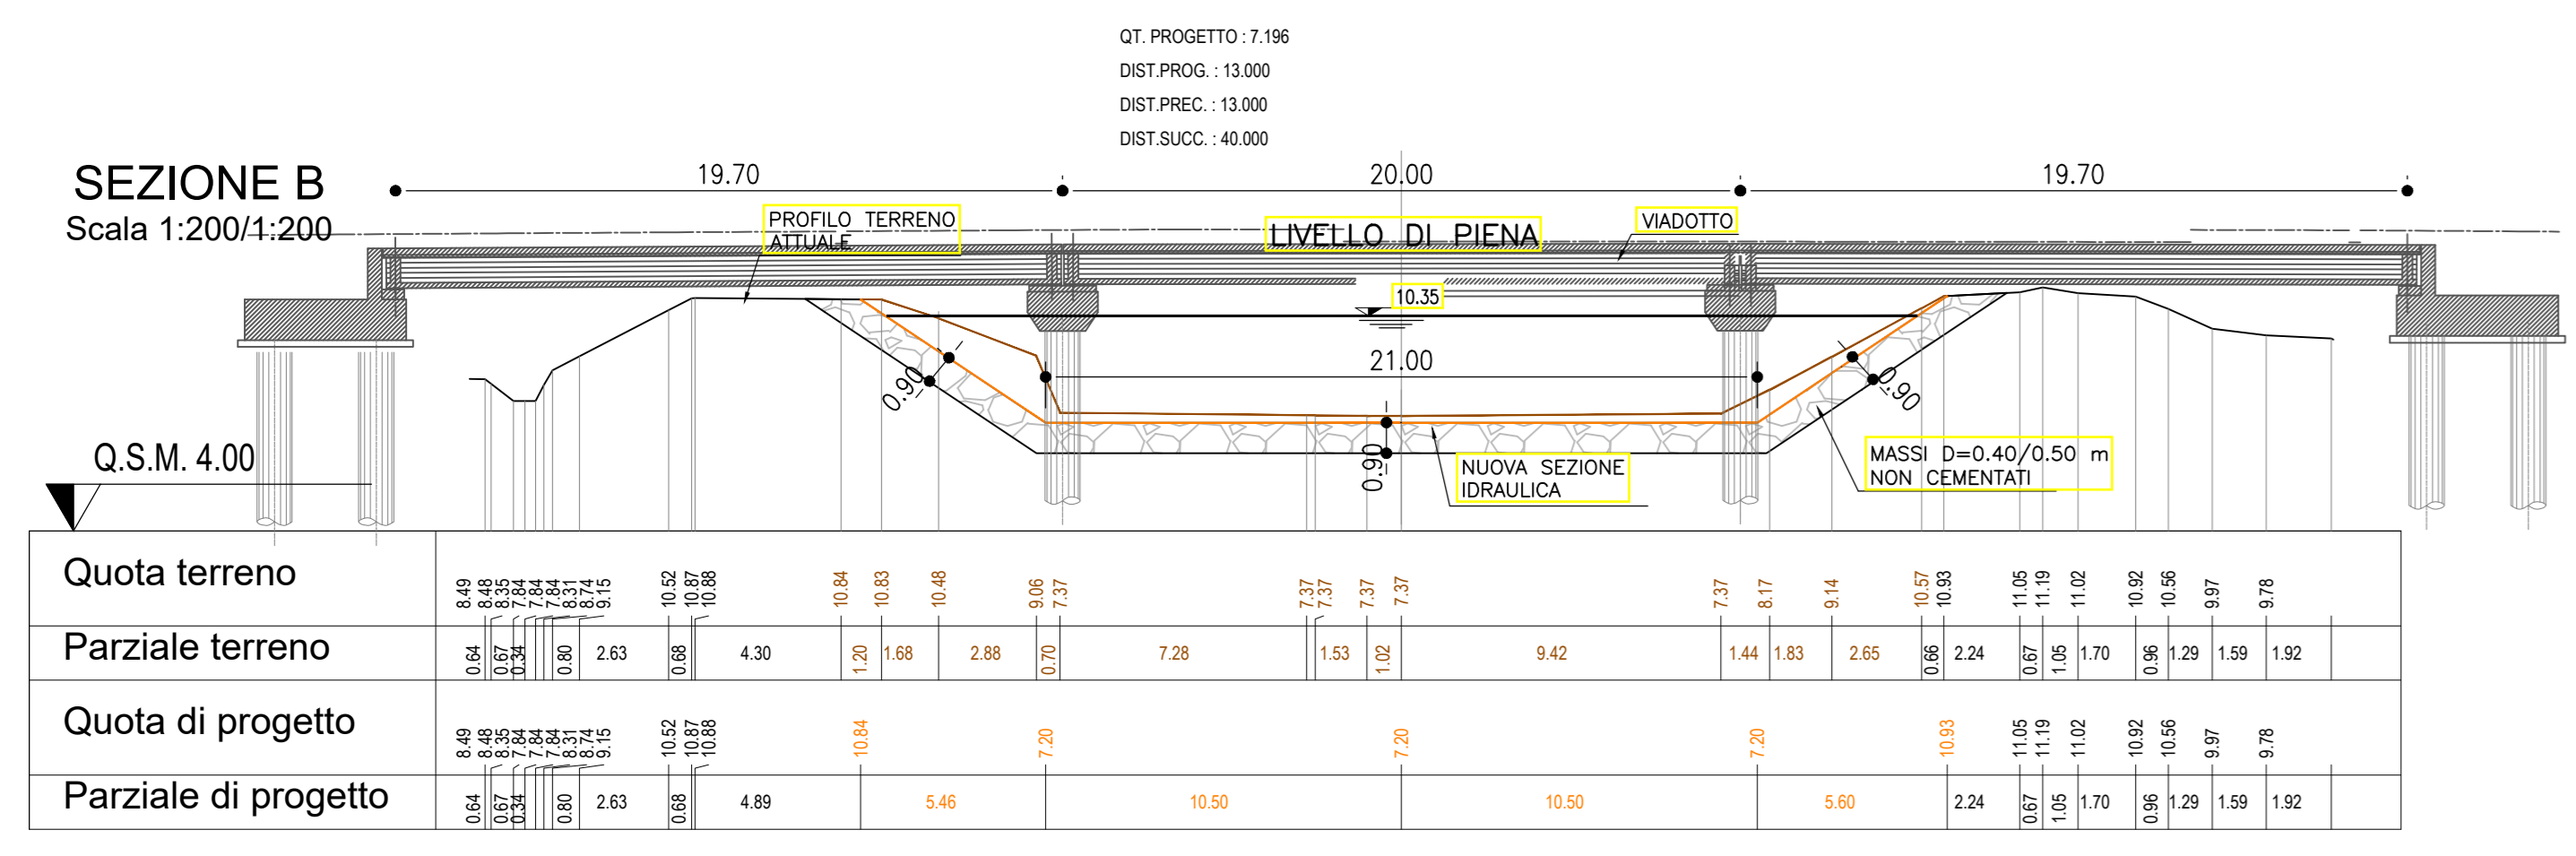 QT. PROGETTO : 7.196
DIST.PROG. : 13.000
DIST.PREC. : 13.000
DIST.SUCC. : 40.000
SEZIONE B
Scala 1:200/1:200
19.70 20.00 19.70
PROFILO TERRENO
ATTUALE
LIVELLO DI PIENA
VIADOTTO
10.35
21.00
0.90
0.90
0.90
Q.S.M. 4.00
NUOVA SEZIONE
IDRAULICA
MASSI D=0.40/0.50 m
NON CEMENTATI
Quota terreno 8.49 8.48 8.35 7.84 7.84 7.84 8.31 8.74 9.15 10.52 10.87 10.88 10.84 10.83 10.48 9.06 7.37 7.37 7.37 7.37 7.37 7.37 8.17 9.14 10.57 10.93 11.05 11.19 11.02 10.92 10.56 9.97 9.78
Parziale terreno 0.64 0.67 0.34 0.80 2.63 0.68 4.30 1.20 1.68 2.88 0.70 7.28 1.53 1.02 9.42 1.44 1.83 2.65 0.66 2.24 0.67 1.05 1.70 0.96 1.29 1.59 1.92
Quota di progetto 8.49 8.48 8.35 7.84 7.84 7.84 8.31 8.74 9.15 10.52 10.87 10.88 10.84 7.20 7.20 7.20 10.93 11.05 11.19 11.02 10.92 10.56 9.97 9.78
Parziale di progetto 0.64 0.67 0.34 0.80 2.63 0.68 4.89 5.46 10.50 10.50 5.60 2.24 0.67 1.05 1.70 0.96 1.29 1.59 1.92